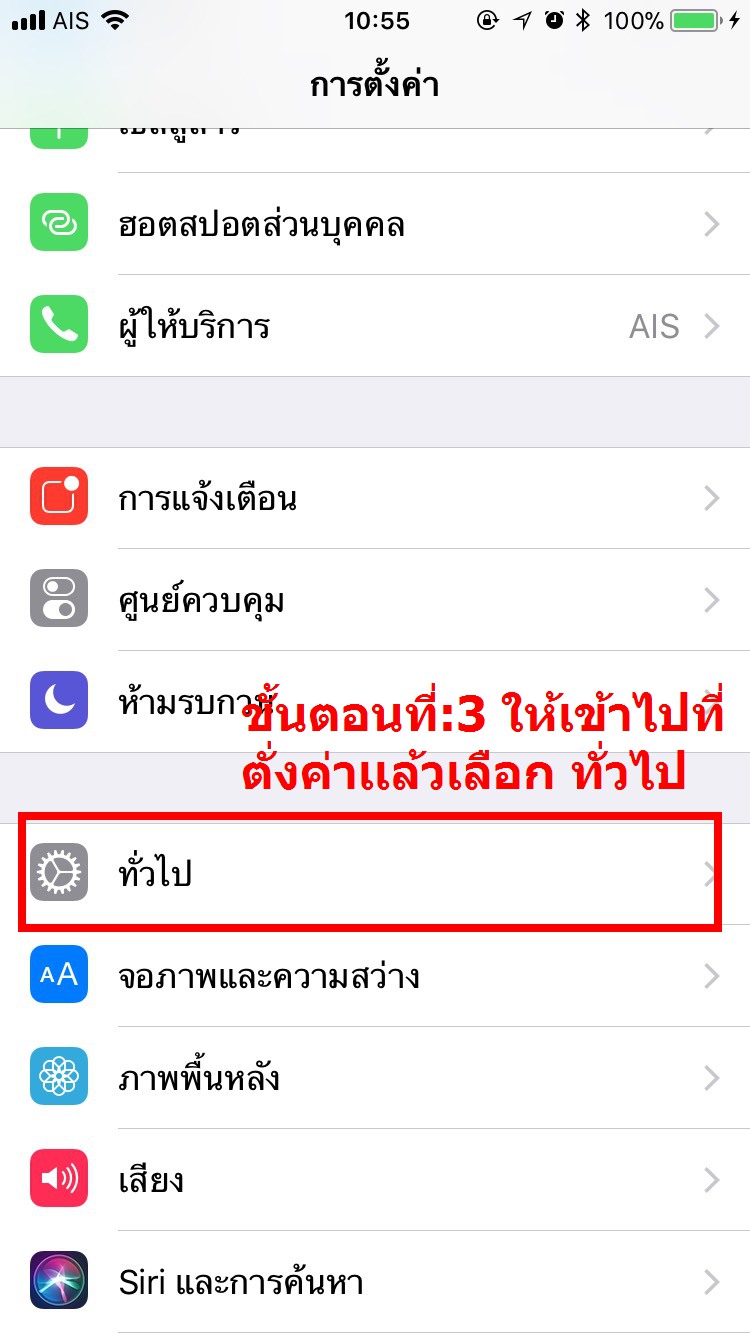 AIS 10:55 100%
การตั้งค่า
ฮอตสปอตส่วนบุคคล
ผู้ให้บริการ AIS
การแจ้งเตือน
ศูนย์ควบคุม
ห้ามรบกวน
ขั้นตอนที่:3 ให้เข้าไปที่
ตั่งค่าแล้วเลือก ทั่วไป
ทั่วไป
AA จอภาพและความสว่าง
ภาพพื้นหลัง
เสียง
Siri และการค้นหา